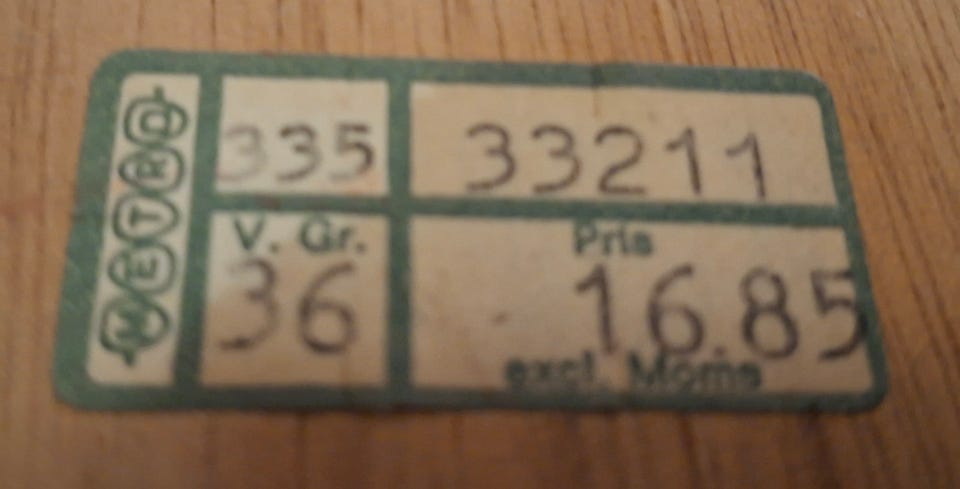 METRO
335 33211
V. Gr. Pris
36 16.85
excl. Moms